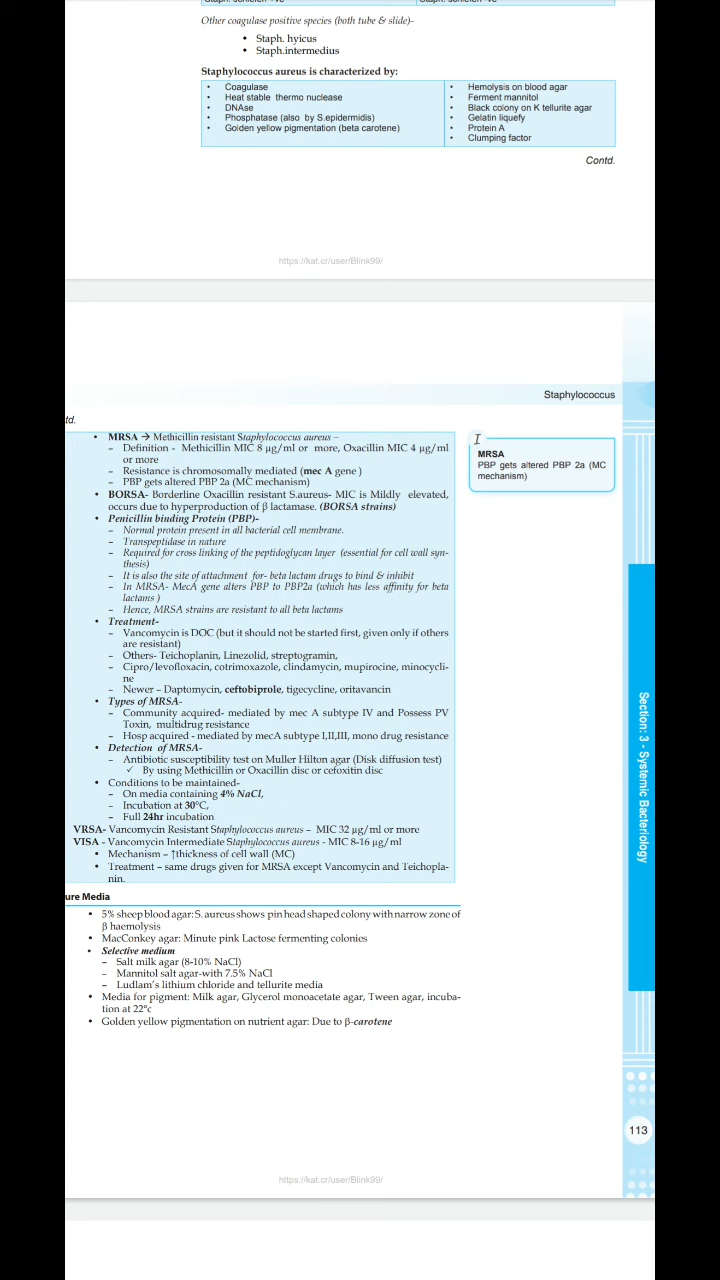 Other coagulase positive species (both tube & slide)-
• Staph. hyicus
• Staph.intermedius
Staphylococcus aureus is characterized by:
• Coagulase
• Heat stable thermo nuclease
• DNAse
• Phosphatase (also by S.epidermidis)
• Golden yellow pigmentation (beta carotene)
• Hemolysis on blood agar
• Ferment mannitol
• Black colony on K tellurite agar
• Gelatin liquefy
• Protein A
• Clumping factor
Contd.
https://kat.cr/user/Blink99/
Staphylococcus
td.
• MRSA → Methicillin resistant Staphylococcus aureus –
– Definition - Methicillin MIC 8 µg/ml or more, Oxacillin MIC 4 µg/ml
or more
– Resistance is chromosomally mediated (mec A gene )
– PBP gets altered PBP 2a (MC mechanism)
• BORSA- Borderline Oxacillin resistant S.aureus- MIC is Mildly elevated,
occurs due to hyperproduction of β lactamase. (BORSA strains)
• Penicillin binding Protein (PBP)-
– Normal protein present in all bacterial cell membrane.
– Transpeptidase in nature
– Required for cross linking of the peptidoglycan layer (essential for cell wall syn-
thesis)
– It is also the site of attachment for- beta lactam drugs to bind & inhibit
– In MRSA- MecA gene alters PBP to PBP2a (which has less affinity for beta
lactams )
– Hence, MRSA strains are resistant to all beta lactams
• Treatment-
– Vancomycin is DOC (but it should not be started first, given only if others
are resistant)
– Others- Teichoplanin, Linezolid, streptogramin,
– Cipro/levofloxacin, cotrimoxazole, clindamycin, mupirocine, minocycli-
ne
– Newer – Daptomycin, ceftobiprole, tigecycline, oritavancin
• Types of MRSA-
– Community acquired- mediated by mec A subtype IV and Possess PV
Toxin, multidrug resistance
– Hosp acquired - mediated by mecA subtype I,II,III, mono drug resistance
• Detection of MRSA-
– Antibiotic susceptibility test on Muller Hilton agar (Disk diffusion test)
✓ By using Methicillin or Oxacillin disc or cefoxitin disc
• Conditions to be maintained-
– On media containing 4% NaCl,
– Incubation at 30°C,
– Full 24hr incubation
VRSA- Vancomycin Resistant Staphylococcus aureus – MIC 32 µg/ml or more
VISA - Vancomycin Intermediate Staphylococcus aureus - MIC 8-16 µg/ml
• Mechanism – ↑thickness of cell wall (MC)
• Treatment – same drugs given for MRSA except Vancomycin and Teichopla-
nin.
I
MRSA
PBP gets altered PBP 2a (MC
mechanism)
ure Media
• 5% sheep blood agar: S. aureus shows pin head shaped colony with narrow zone of
β haemolysis
• MacConkey agar: Minute pink Lactose fermenting colonies
• Selective medium
– Salt milk agar (8-10% NaCl)
– Mannitol salt agar-with 7.5% NaCl
– Ludlam's lithium chloride and tellurite media
• Media for pigment: Milk agar, Glycerol monoacetate agar, Tween agar, incuba-
tion at 22°c
• Golden yellow pigmentation on nutrient agar: Due to β-carotene
Section: 3 - Systemic Bacteriology
113
https://kat.cr/user/Blink99/